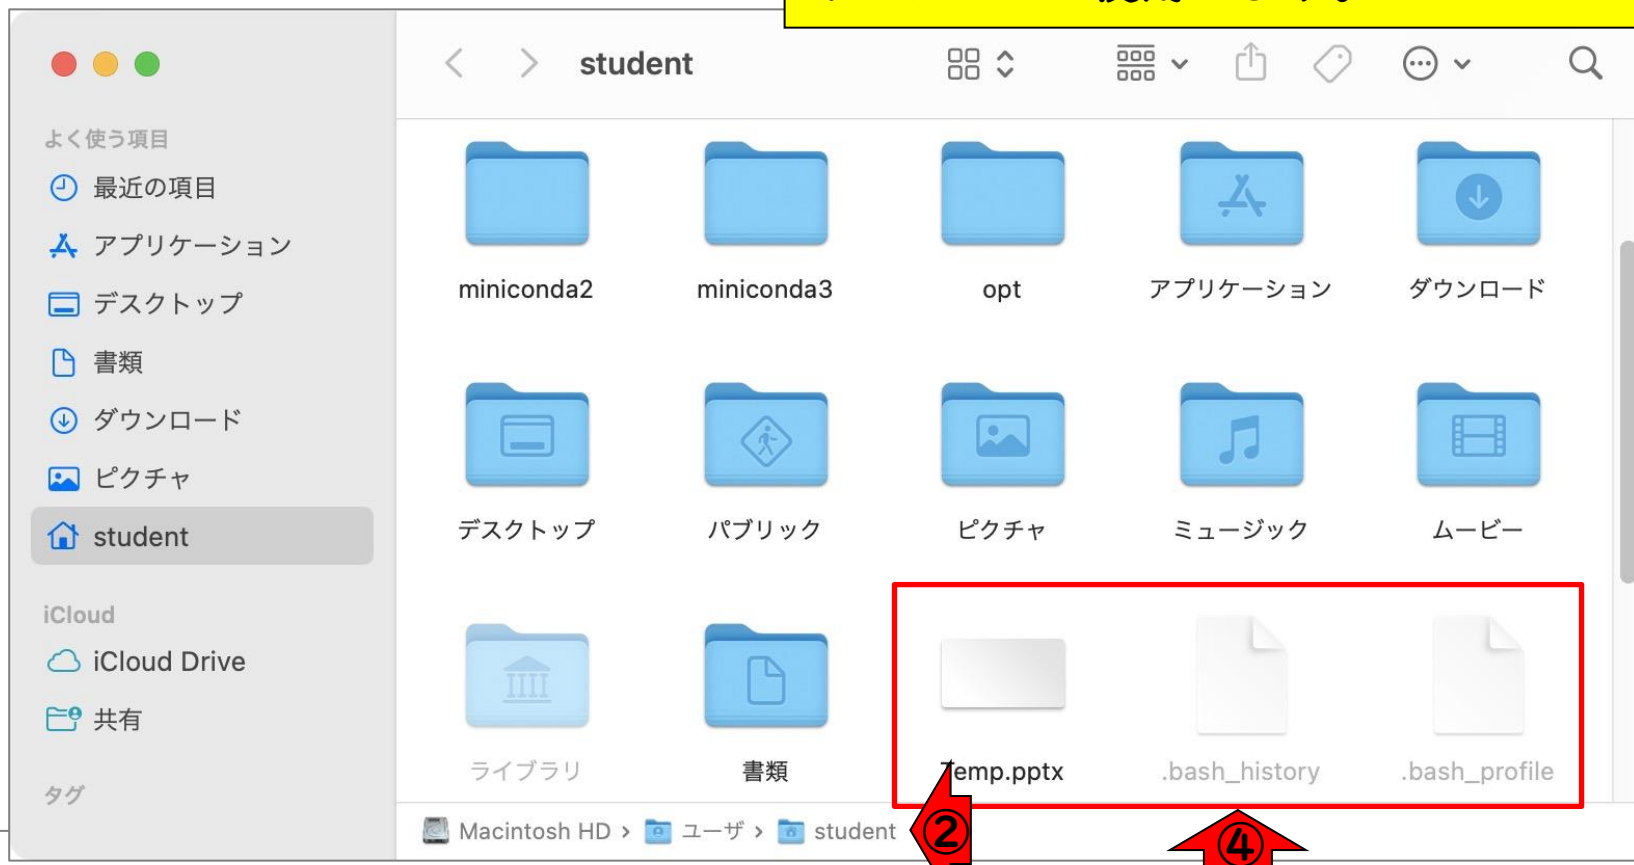 student
よく使う項目
最近の項目
アプリケーション
デスクトップ
書類
ダウンロード
ピクチャ
student
iCloud
iCloud Drive
共有
タグ
miniconda2 miniconda3 opt アプリケーション ダウンロード
デスクトップ パブリック ピクチャ ミュージック ムービー
ライブラリ 書類 Temp.pptx .bash_history .bash_profile
Macintosh HD › ユーザ › student ②
④